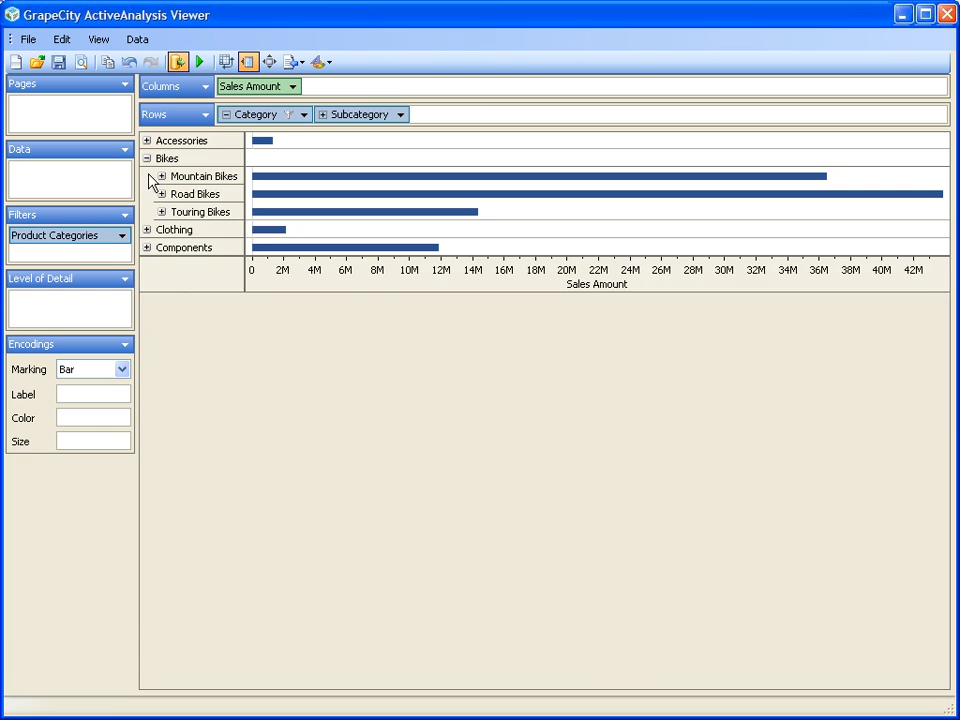 GrapeCity ActiveAnalysis Viewer
File Edit View Data
Pages
Columns Sales Amount
Rows Category Subcategory
Data
Filters
Product Categories
Level of Detail
Encodings
Marking Bar
Label
Color
Size
Accessories
Bikes
Mountain Bikes
Road Bikes
Touring Bikes
Clothing
Components
0 2M 4M 6M 8M 10M 12M 14M 16M 18M 20M 22M 24M 26M 28M 30M 32M 34M 36M 38M 40M 42M
Sales Amount